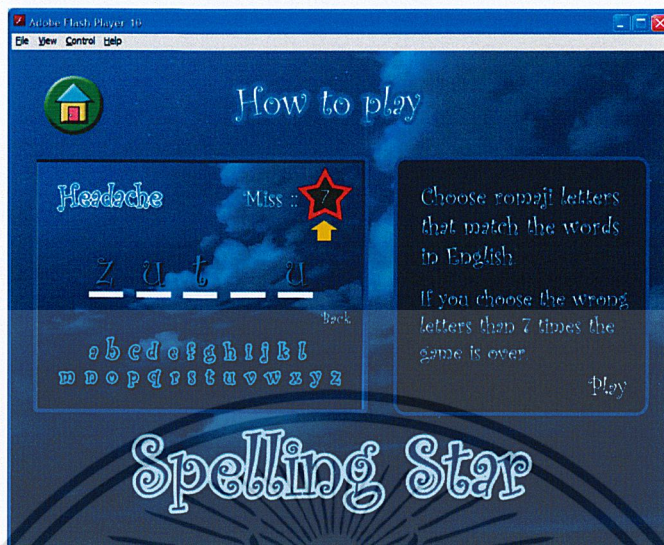 Adobe Flash Player 10
File View Control Help
How to play
Headache
Miss :: 7
z u t _ u
Back
a b c d e f g h i j k l
m n o p q r s t u v w x y z
Choose romaji letters
that match the words
in English
If you choose the wrong
letters than 7 times the
game is over.
Play
Spelling Star